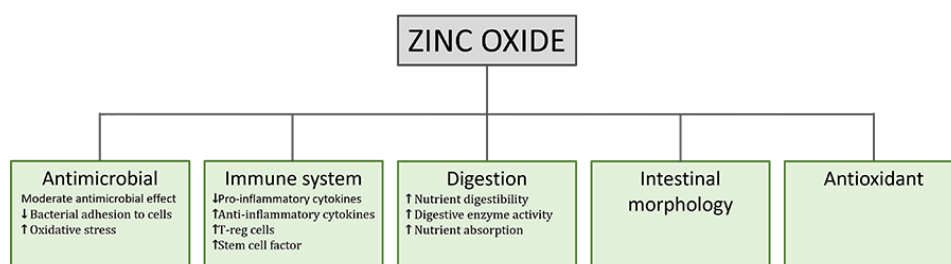 ZINC OXIDE
Antimicrobial
Moderate antimicrobial effect
↓ Bacterial adhesion to cells
↑ Oxidative stress
Immune system
↓Pro-inflammatory cytokines
↑Anti-inflammatory cytokines
↑T-reg cells
↑Stem cell factor
Digestion
↑ Nutrient digestibility
↑ Digestive enzyme activity
↑ Nutrient absorption
Intestinal
morphology
Antioxidant